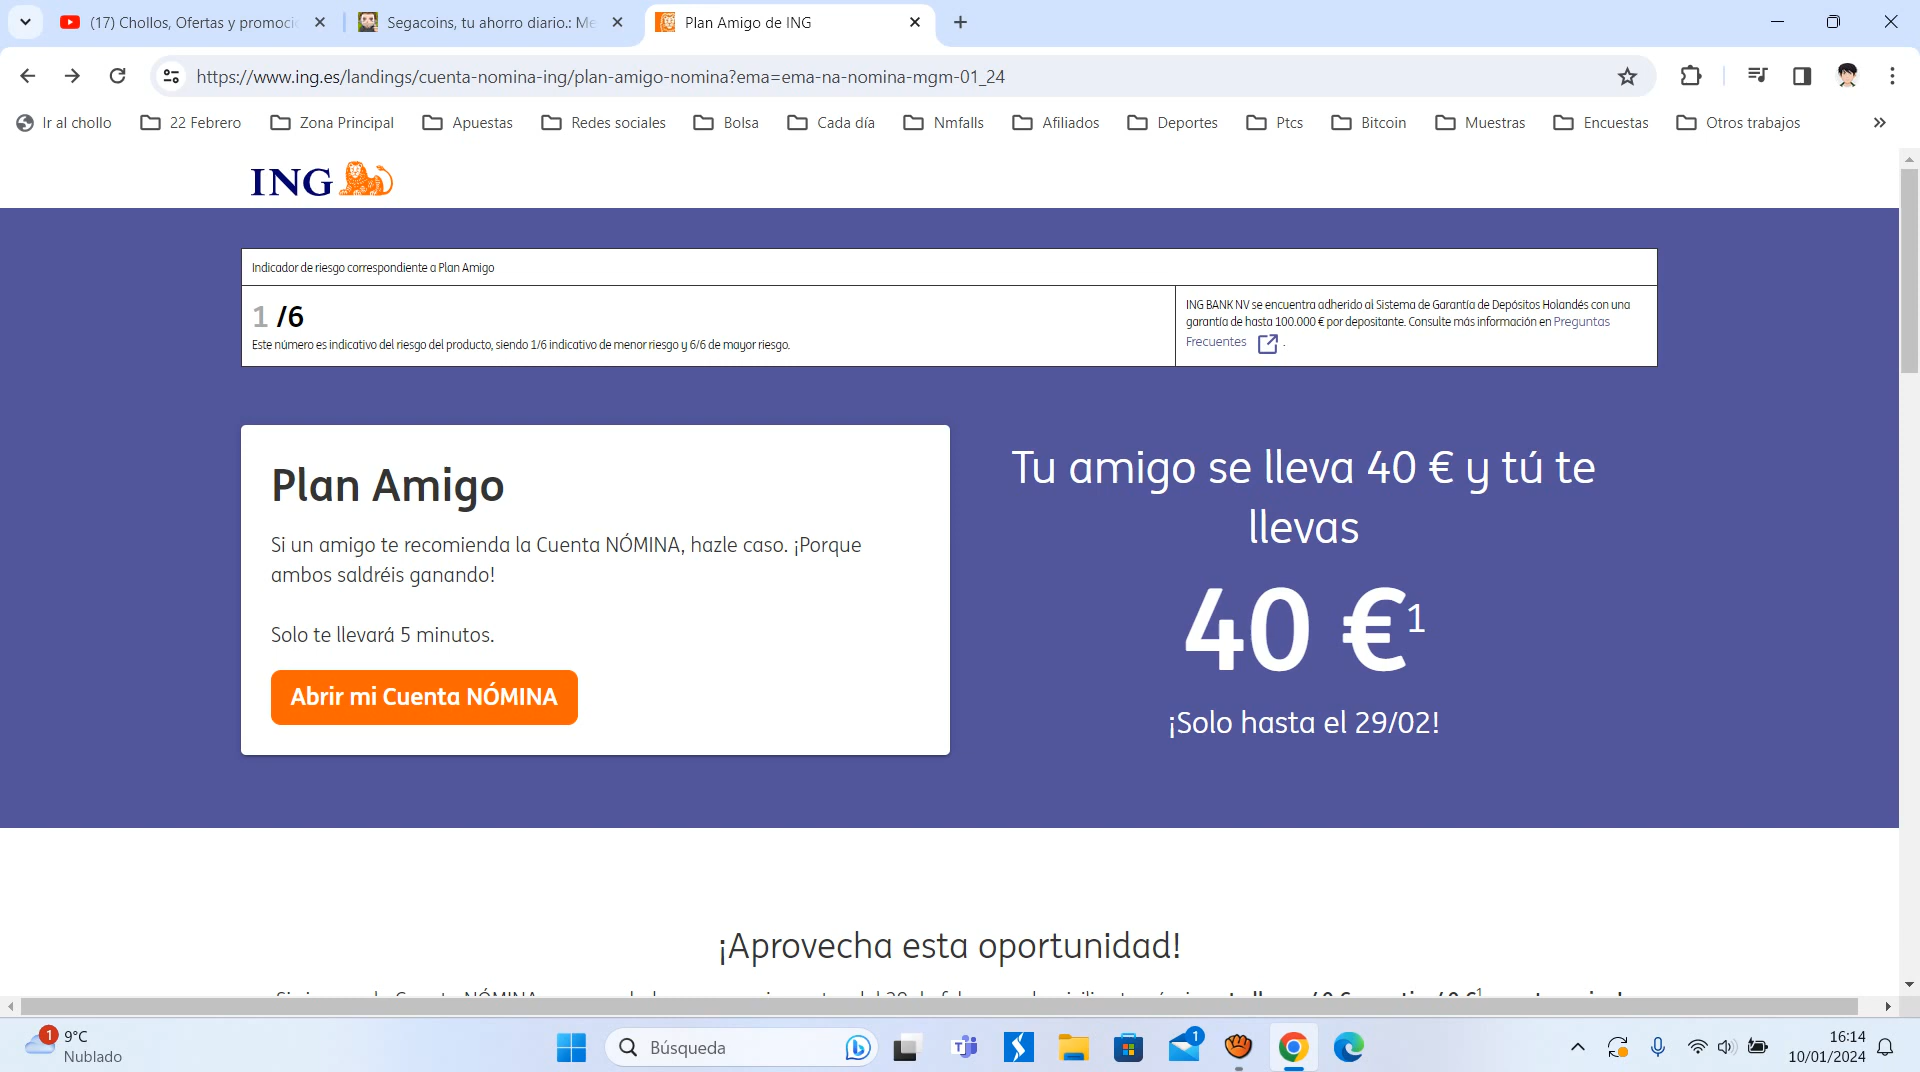 (17) Chollos, Ofertas y promoci
Segacoins, tu ahorro diario.: Me
Plan Amigo de ING
https://www.ing.es/landings/cuenta-nomina-ing/plan-amigo-nomina?ema=ema-na-nomina-mgm-01_24
Ir al chollo
22 Febrero
Zona Principal
Apuestas
Redes sociales
Bolsa
Cada día
Nmfalls
Afiliados
Deportes
Ptcs
Bitcoin
Muestras
Encuestas
Otros trabajos
ING
Indicador de riesgo correspondiente a Plan Amigo
1 /6
Este número es indicativo del riesgo del producto, siendo 1/6 indicativo de menor riesgo y 6/6 de mayor riesgo.
ING BANK NV se encuentra adherido al Sistema de Garantía de Depósitos Holandés con una
garantía de hasta 100.000 € por depositante. Consulte más información en Preguntas
Frecuentes .
Plan Amigo
Si un amigo te recomienda la Cuenta NÓMINA, hazle caso. ¡Porque
ambos saldréis ganando!
Solo te llevará 5 minutos.
Abrir mi Cuenta NÓMINA
Tu amigo se lleva 40 € y tú te
llevas
40 €1
¡Solo hasta el 29/02!
¡Aprovecha esta oportunidad!
1
9°C
Nublado
Búsqueda
1
16:14
10/01/2024